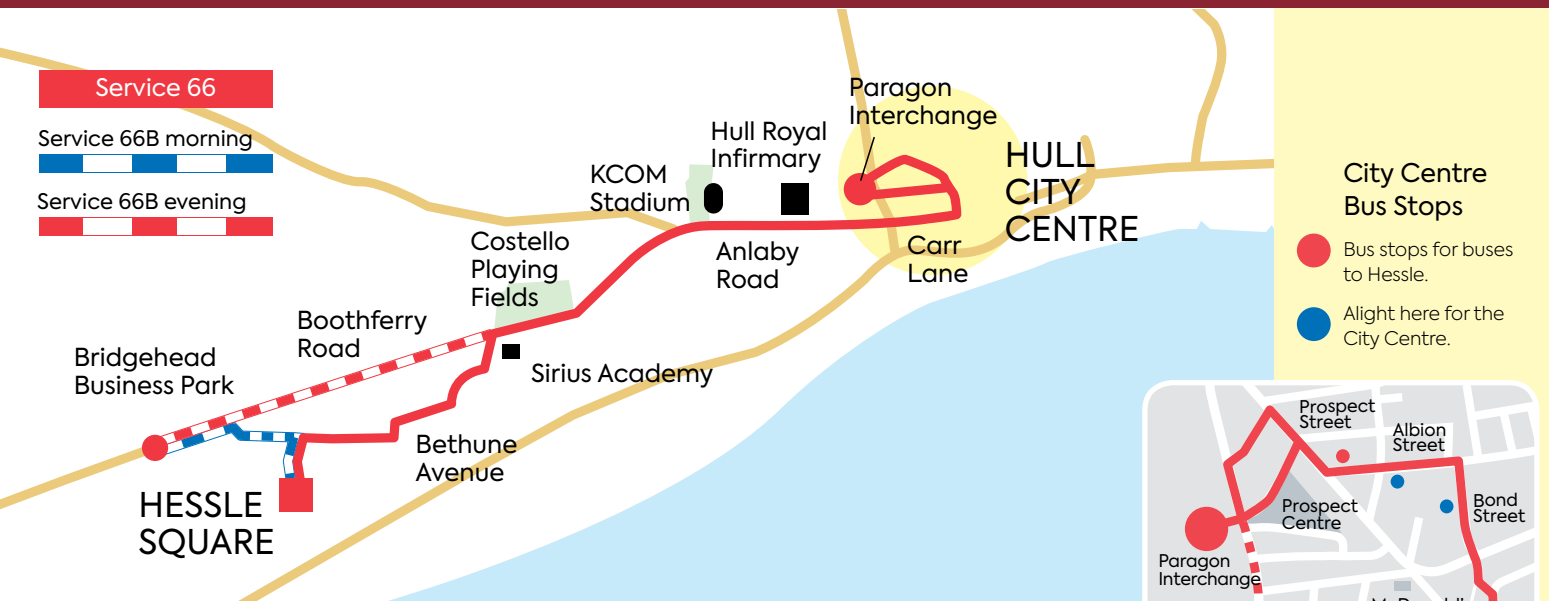 Service 66
Service 66B morning
Service 66B evening
Paragon
Interchange
Hull Royal
Infirmary
KCOM
Stadium
HULL
CITY
CENTRE
Costello
Playing
Fields
Anlaby
Road
Carr
Lane
Boothferry
Road
Bridgehead
Business Park
Sirius Academy
Bethune
Avenue
HESSLE
SQUARE
City Centre
Bus Stops
Bus stops for buses
to Hessle.
Alight here for the
City Centre.
Prospect
Street
Albion
Street
Prospect
Centre
Bond
Street
Paragon
Interchange